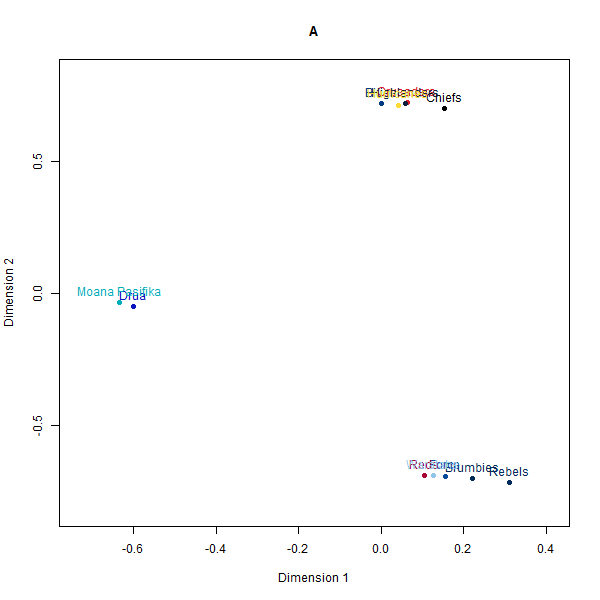 A
Chiefs
0.5
Moana Pasifika
Drua
0.0
Dimension 2
-0.5
Reds
Brumbies
Rebels
-0.6
-0.4
-0.2
0.0
0.2
0.4
Dimension 1